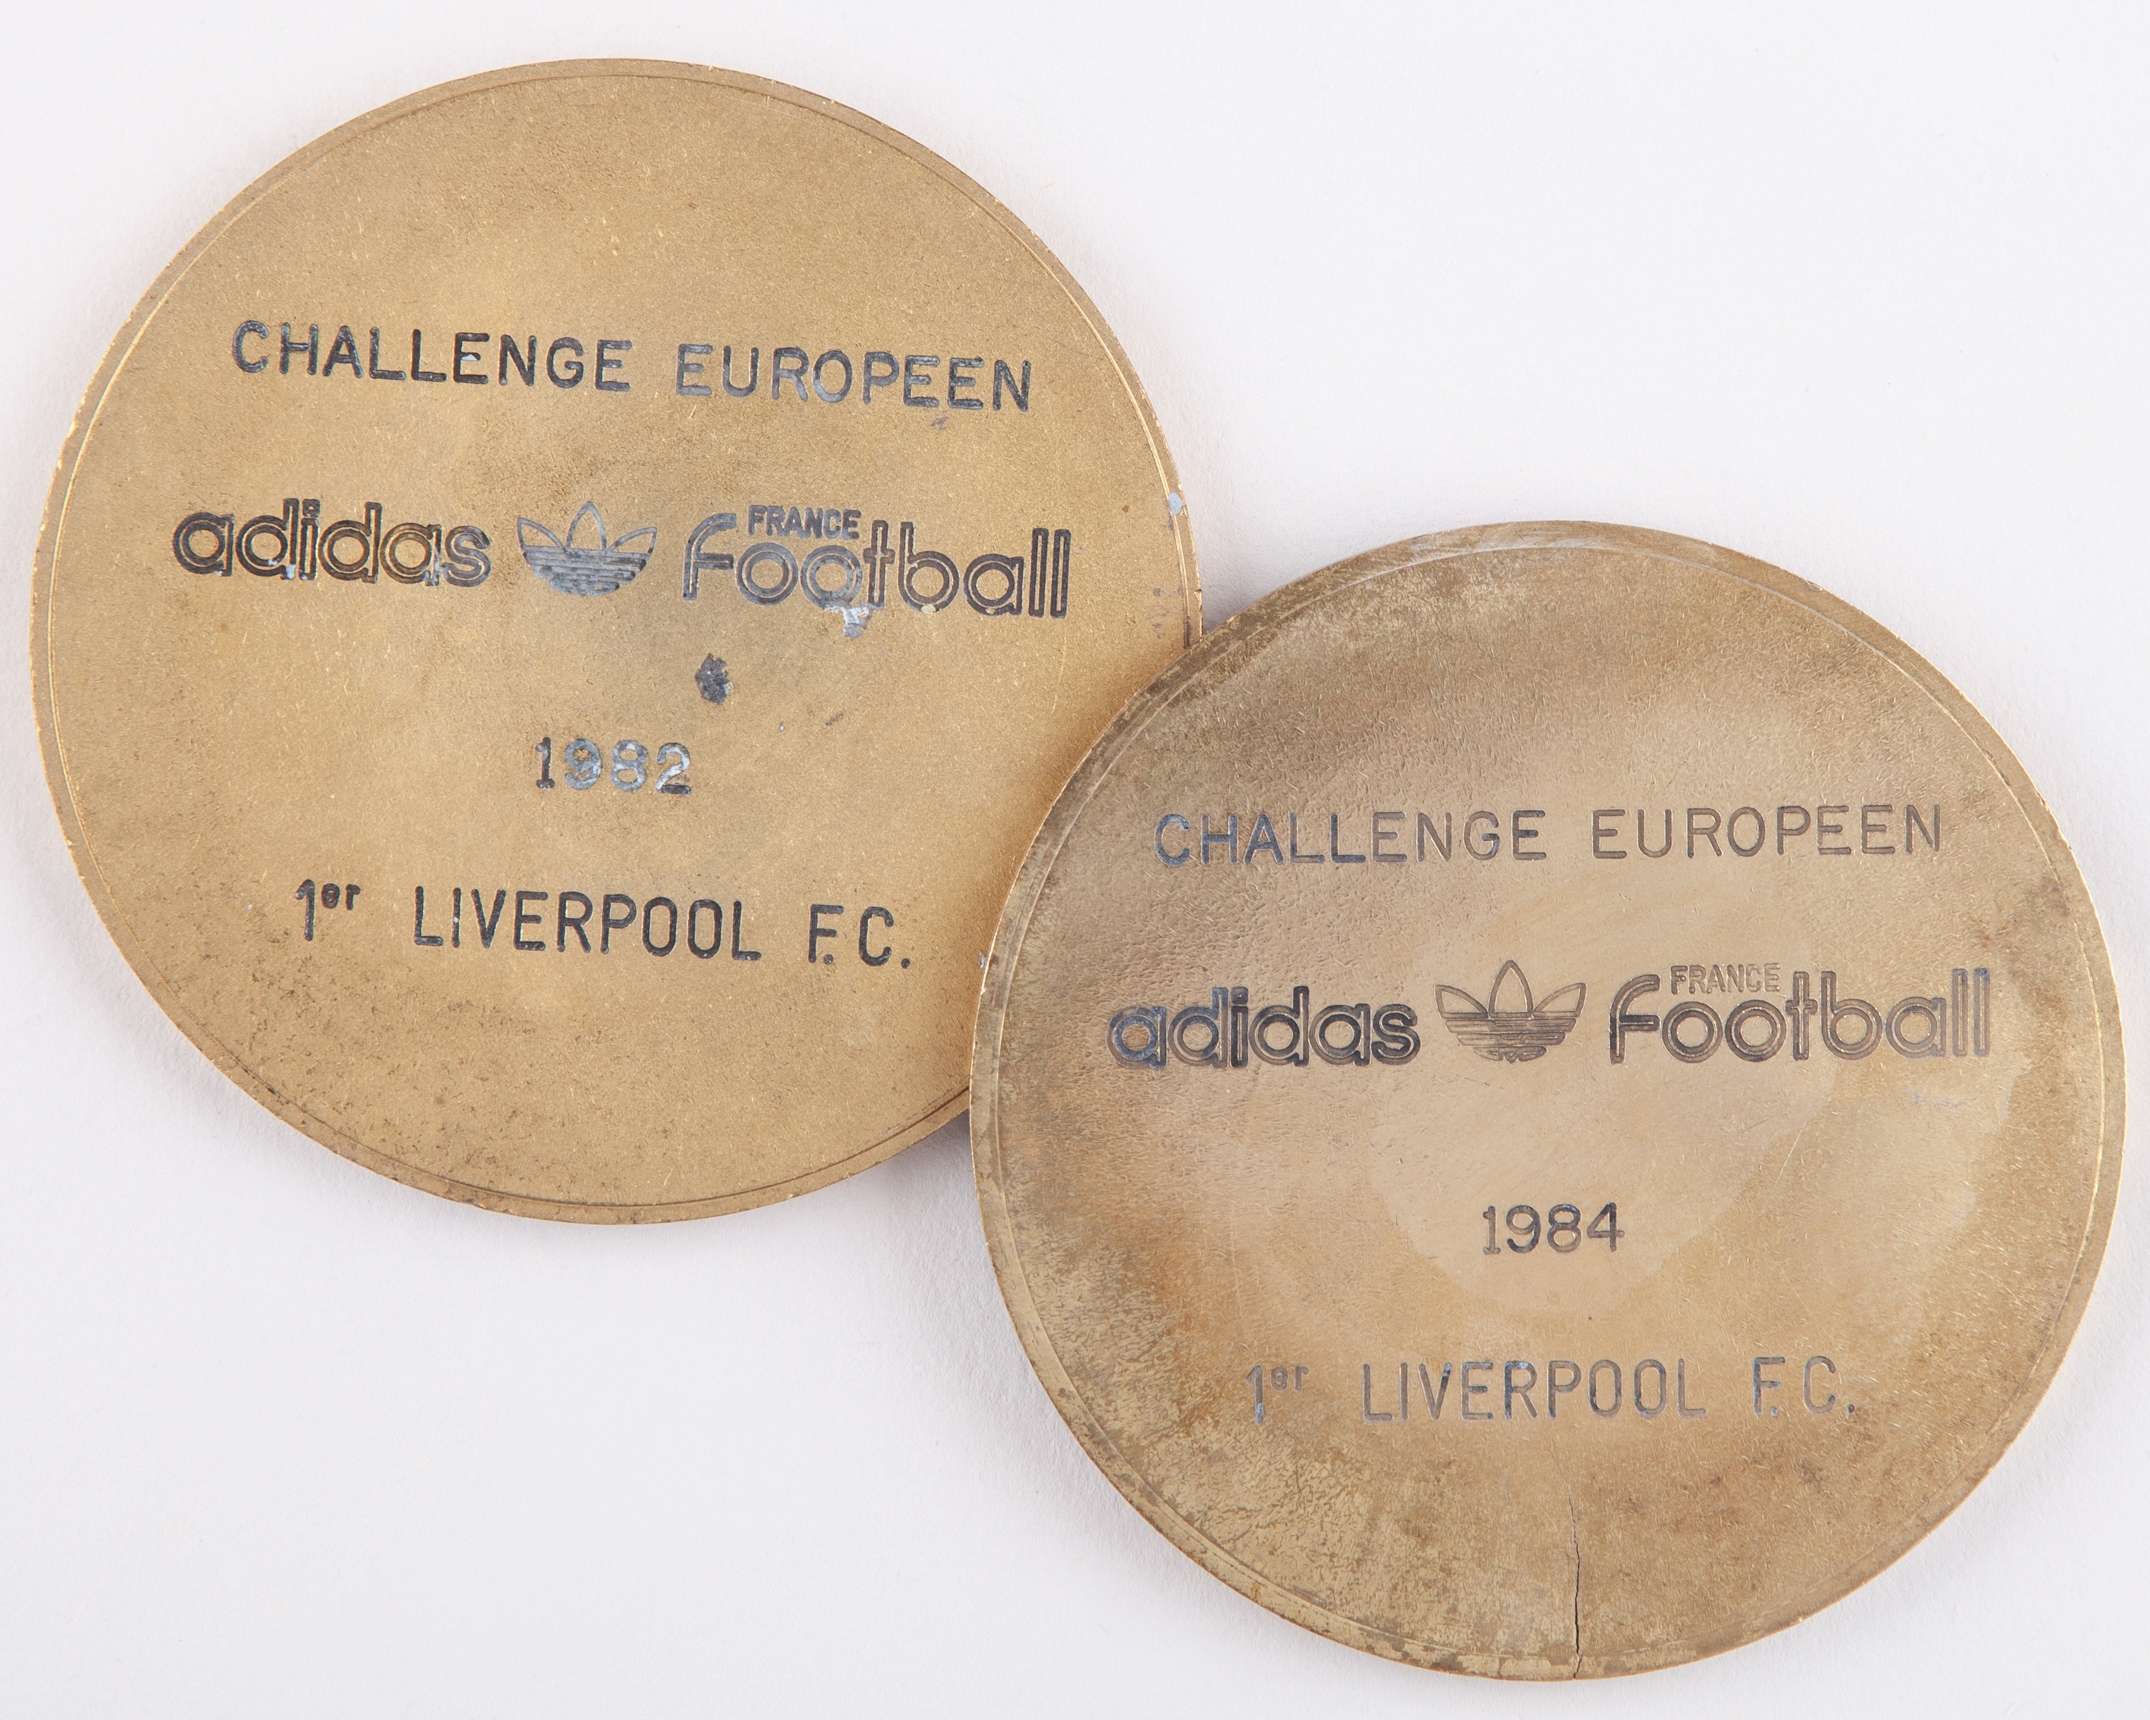 CHALLENGE EUROPEEN
adidas FRANCE Football
1982
1er LIVERPOOL F.C.
CHALLENGE EUROPEEN
adidas FRANCE Football
1984
1er LIVERPOOL F.C.